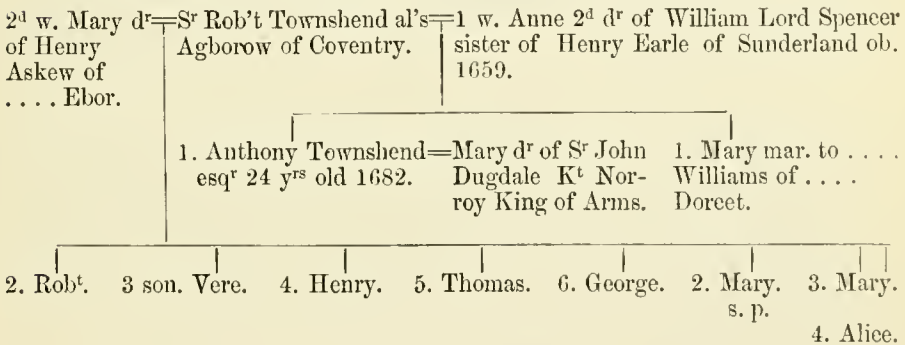 2ᵈ w. Mary dʳ=Sʳ Rob't Townshend al's=1 w. Anne 2ᵈ dʳ of William Lord Spencer
of Henry Agborow of Coventry. sister of Henry Earle of Sunderland ob.
Askew of 1659.
.... Ebor.
1. Anthony Townshend=Mary dʳ of Sʳ John 1. Mary mar. to ....
esqʳ 24 yʳˢ old 1682. Dugdale Kᵗ Nor- Williams of ....
roy King of Arms. Dorcet.
2. Robᵗ. 3 son. Vere. 4. Henry. 5. Thomas. 6. George. 2. Mary. 3. Mary.
s. p.
4. Alice.